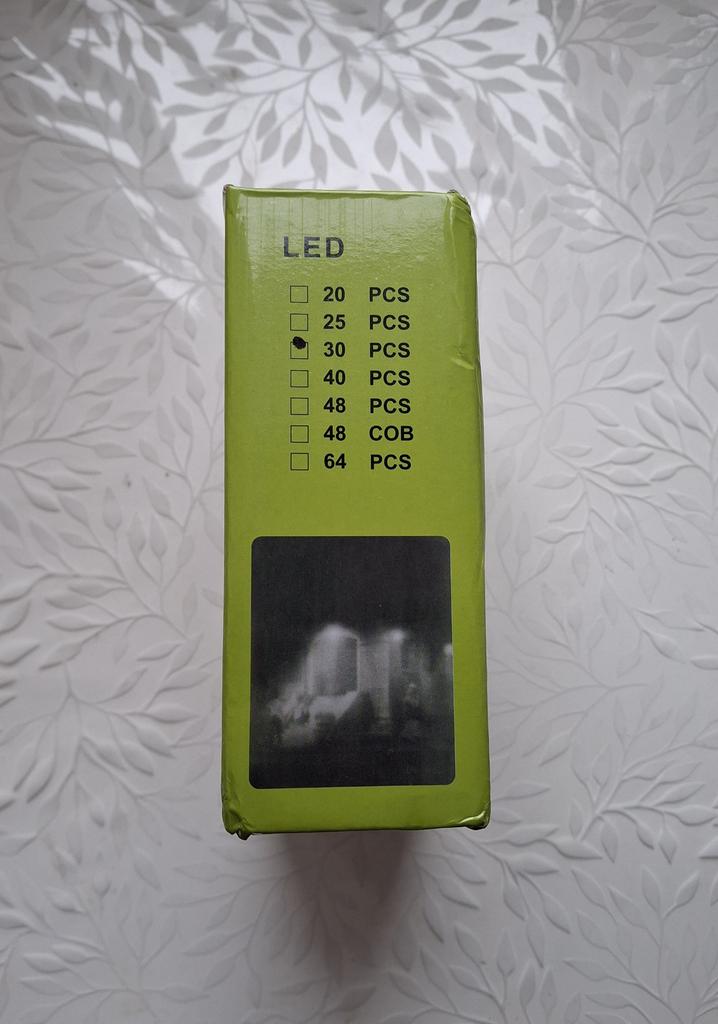 LED
20 PCS
25 PCS
30 PCS
40 PCS
48 PCS
48 COB
64 PCS